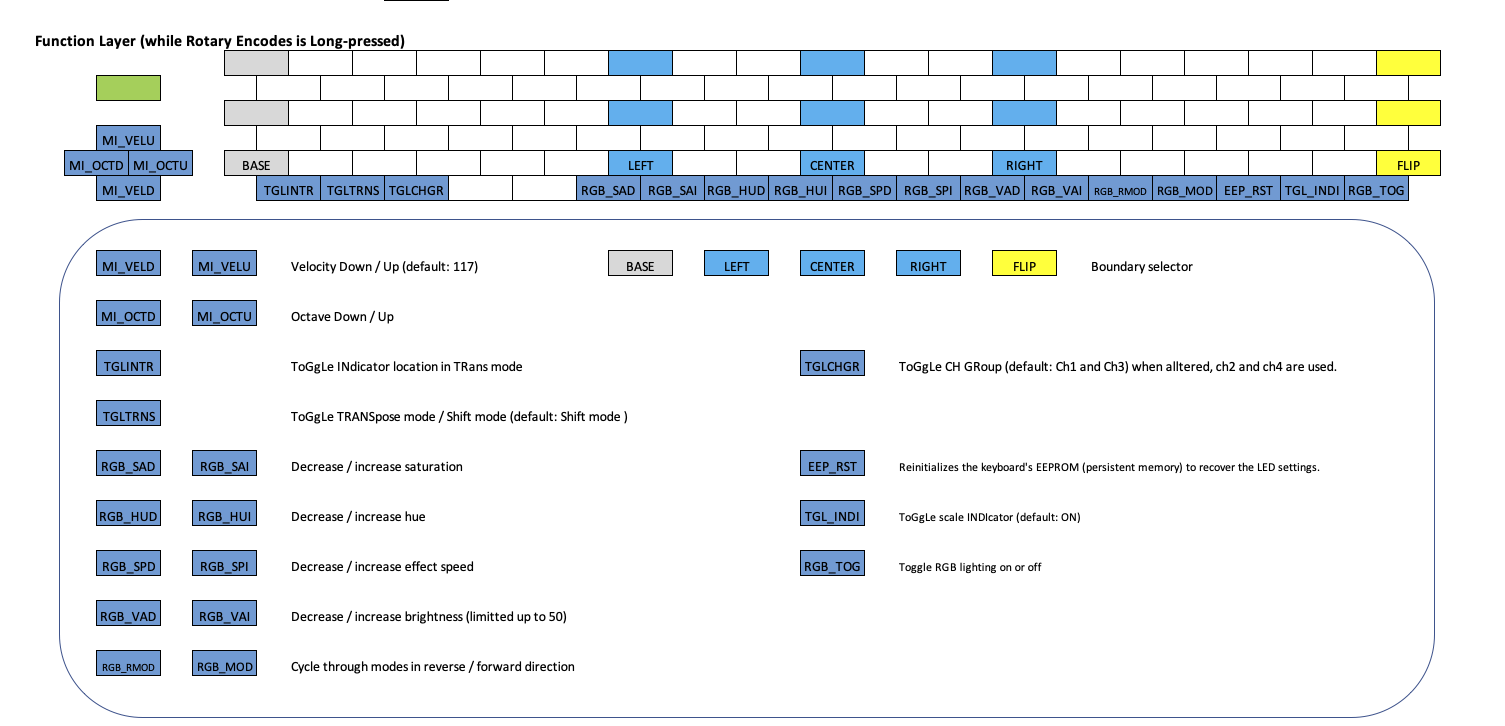 Function Layer (while Rotary Encodes is Long-pressed)
MI_VELU
MI_OCTD MI_OCTU BASE LEFT CENTER RIGHT FLIP
MI_VELD TGLINTR TGLTRNS TGLCHGR RGB_SAD RGB_SAI RGB_HUD RGB_HUI RGB_SPD RGB_SPI RGB_VAD RGB_VAI RGB_RMOD RGB_MOD EEP_RST TGL_INDI RGB_TOG
MI_VELD MI_VELU Velocity Down / Up (default: 117) BASE LEFT CENTER RIGHT FLIP Boundary selector
MI_OCTD MI_OCTU Octave Down / Up
TGLINTR ToGgLe INdicator location in TRans mode TGLCHGR ToGgLe CH GRoup (default: Ch1 and Ch3) when alltered, ch2 and ch4 are used.
TGLTRNS ToGgLe TRANSpose mode / Shift mode (default: Shift mode )
RGB_SAD RGB_SAI Decrease / increase saturation EEP_RST Reinitializes the keyboard's EEPROM (persistent memory) to recover the LED settings.
RGB_HUD RGB_HUI Decrease / increase hue TGL_INDI ToGgLe scale INDIcator (default: ON)
RGB_SPD RGB_SPI Decrease / increase effect speed RGB_TOG Toggle RGB lighting on or off
RGB_VAD RGB_VAI Decrease / increase brightness (limitted up to 50)
RGB_RMOD RGB_MOD Cycle through modes in reverse / forward direction